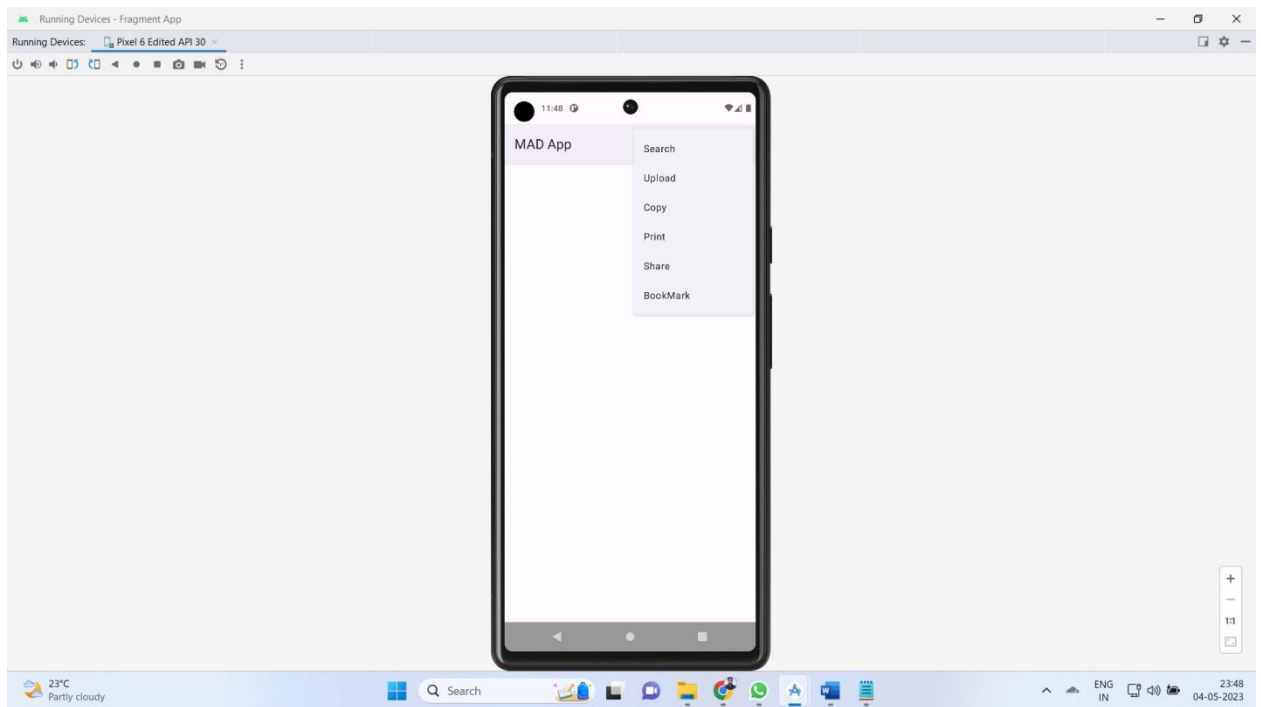 Running Devices - Fragment App
Running Devices: Pixel 6 Edited API 30
11:48
MAD App
Search
Upload
Copy
Print
Share
BookMark
1:1
23°C
Partly cloudy
Search
ENG
IN
23:48
04-05-2023